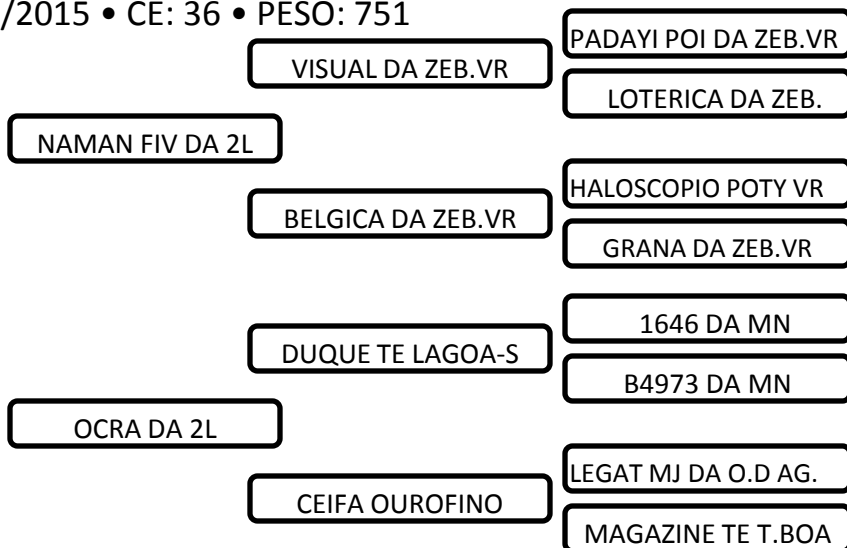 /2015 • CE: 36 • PESO: 751
PADAYI POI DA ZEB.VR
VISUAL DA ZEB.VR
LOTERICA DA ZEB.
NAMAN FIV DA 2L
HALOSCOPIO POTY VR
BELGICA DA ZEB.VR
GRANA DA ZEB.VR
1646 DA MN
DUQUE TE LAGOA-S
B4973 DA MN
OCRA DA 2L
LEGAT MJ DA O.D AG.
CEIFA OUROFINO
MAGAZINE TE T.BOA